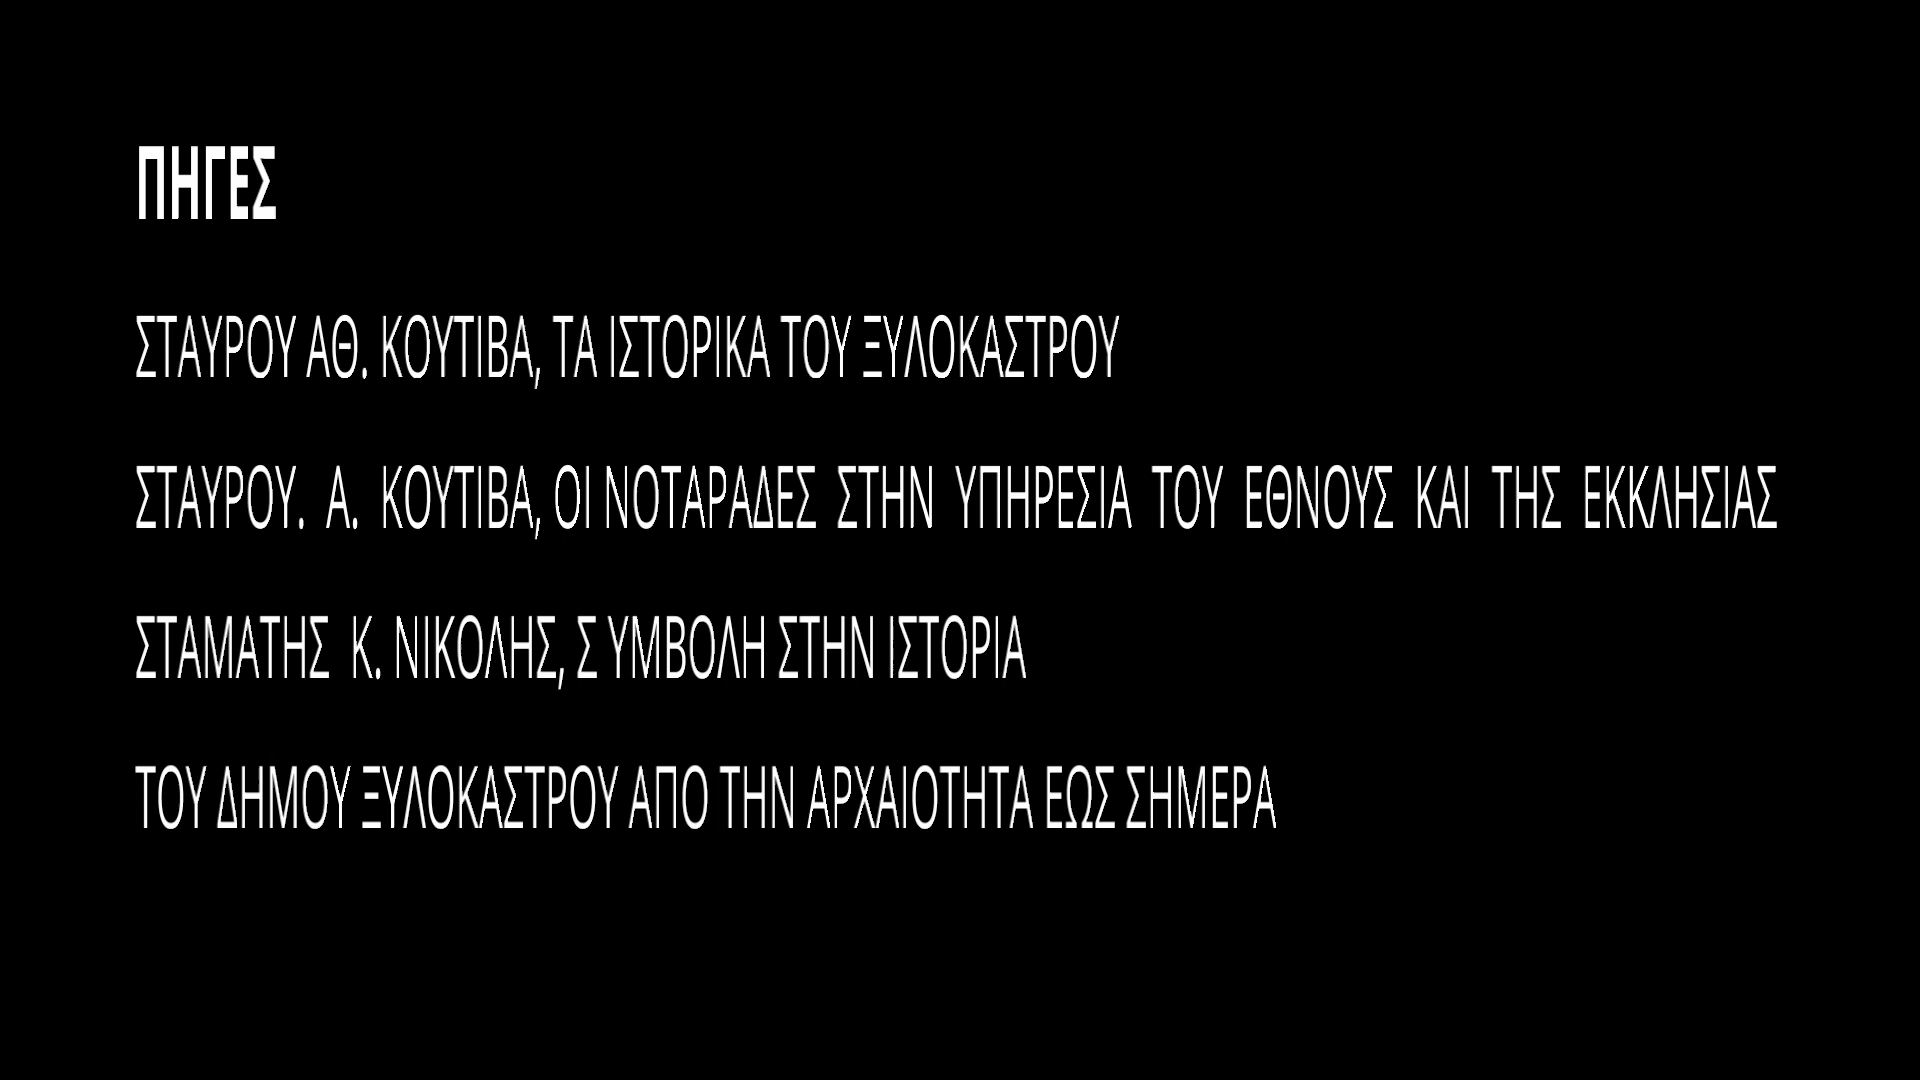 ΠΗΓΕΣ
ΣΤΑΥΡΟΥ ΑΘ. ΚΟΥΤΙΒΑ, ΤΑ ΙΣΤΟΡΙΚΑ ΤΟΥ ΞΥΛΟΚΑΣΤΡΟΥ
ΣΤΑΥΡΟΥ. Α. ΚΟΥΤΙΒΑ, ΟΙ ΝΟΤΑΡΑΔΕΣ ΣΤΗΝ ΥΠΗΡΕΣΙΑ ΤΟΥ ΕΘΝΟΥΣ ΚΑΙ ΤΗΣ ΕΚΚΛΗΣΙΑΣ
ΣΤΑΜΑΤΗΣ Κ. ΝΙΚΟΛΗΣ, Σ ΥΜΒΟΛΗ ΣΤΗΝ ΙΣΤΟΡΙΑ
ΤΟΥ ΔΗΜΟΥ ΞΥΛΟΚΑΣΤΡΟΥ ΑΠΟ ΤΗΝ ΑΡΧΑΙΟΤΗΤΑ ΕΩΣ ΣΗΜΕΡΑ